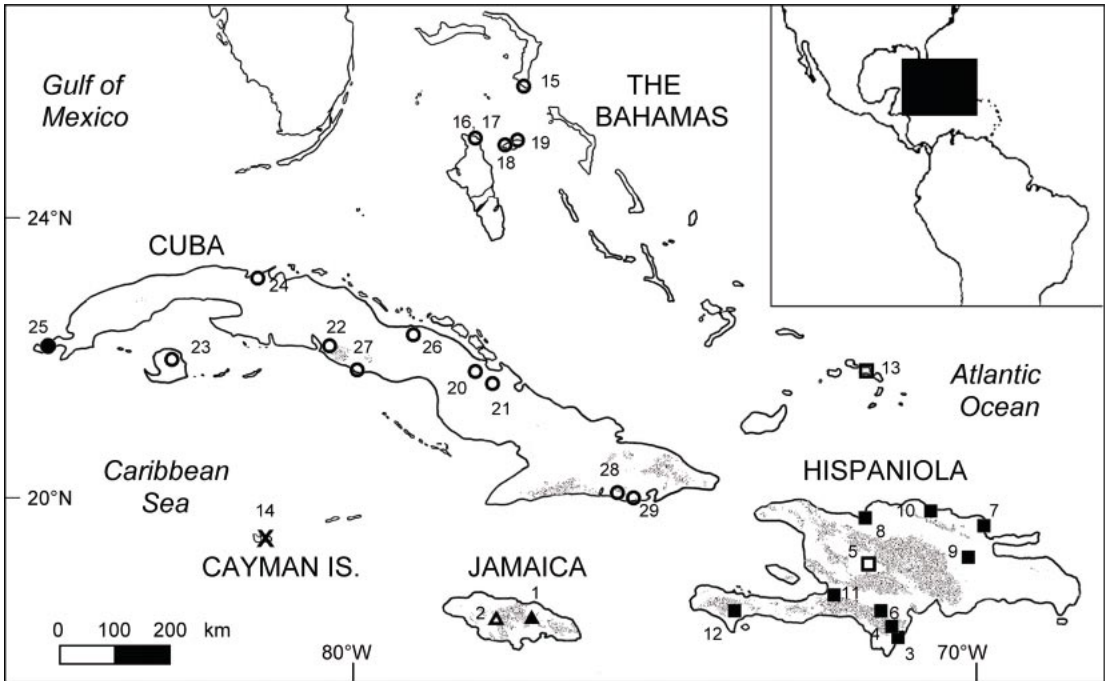 Gulf of
Mexico
THE
BAHAMAS
15
16 17
18
19
24°N
CUBA
24
25
23
22
27
26
20
21
13
Atlantic
Ocean
Caribbean
Sea
HISPANIOLA
28
29
20°N
14
CAYMAN IS.
JAMAICA
1
2
10
7
8
5
9
11
12
6
4
3
0 100 200 km
80°W
70°W